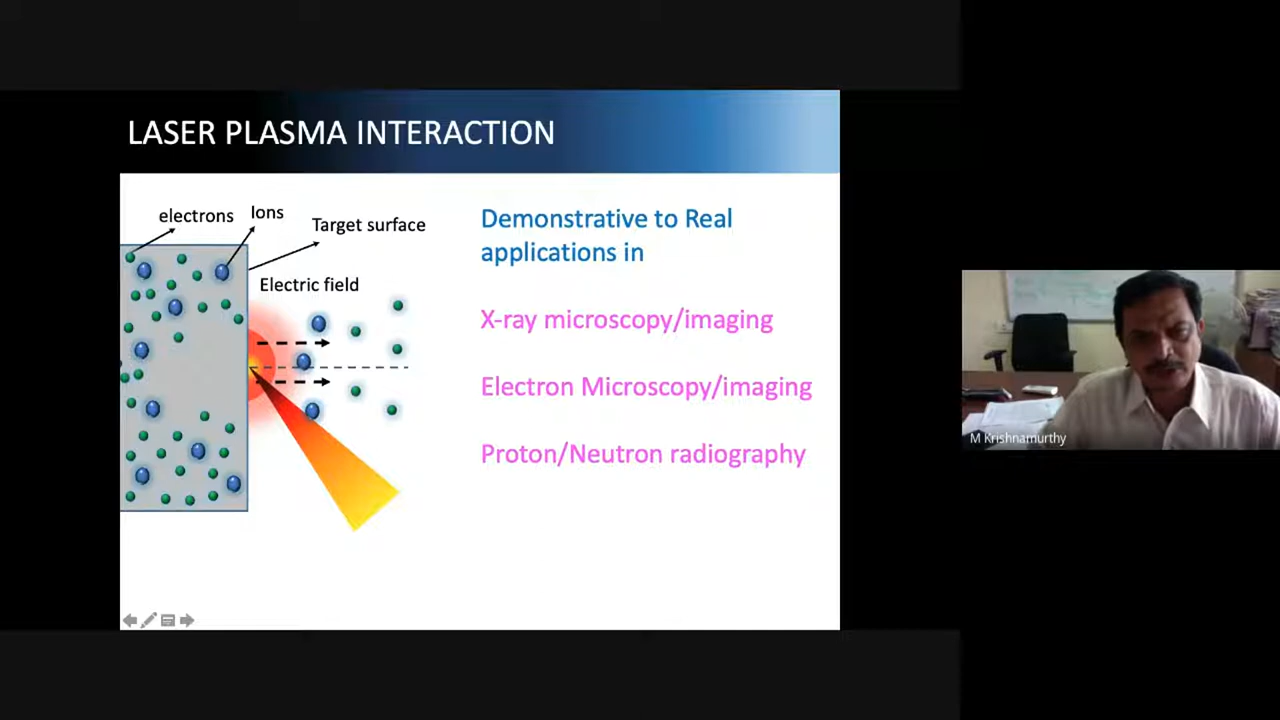 LASER PLASMA INTERACTION
electrons
Ions
Target surface
Electric field
Demonstrative to Real
applications in
X-ray microscopy/imaging
Electron Microscopy/imaging
Proton/Neutron radiography
M Krishnamurthy